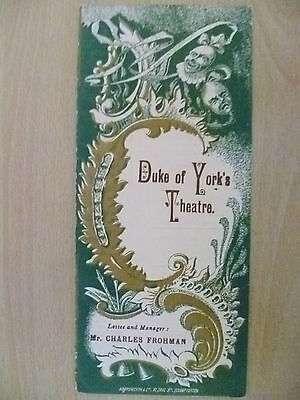 Duke of York's
Theatre.
Lessee and Manager:
Mr. CHARLES FROHMAN